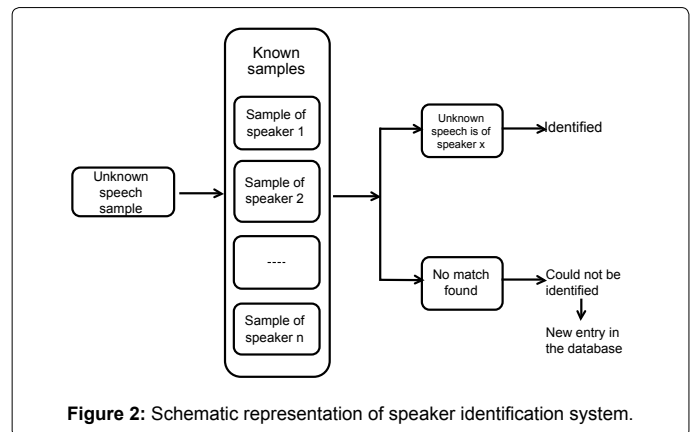 Known
samples
Sample of
speaker 1
Unknown
speech
sample
Sample of
speaker 2
----
Sample of
speaker n
Unknown
speech is of
speaker x
Identified
No match
found
Could not be
identified
New entry in
the database
Figure 2: Schematic representation of speaker identification system.